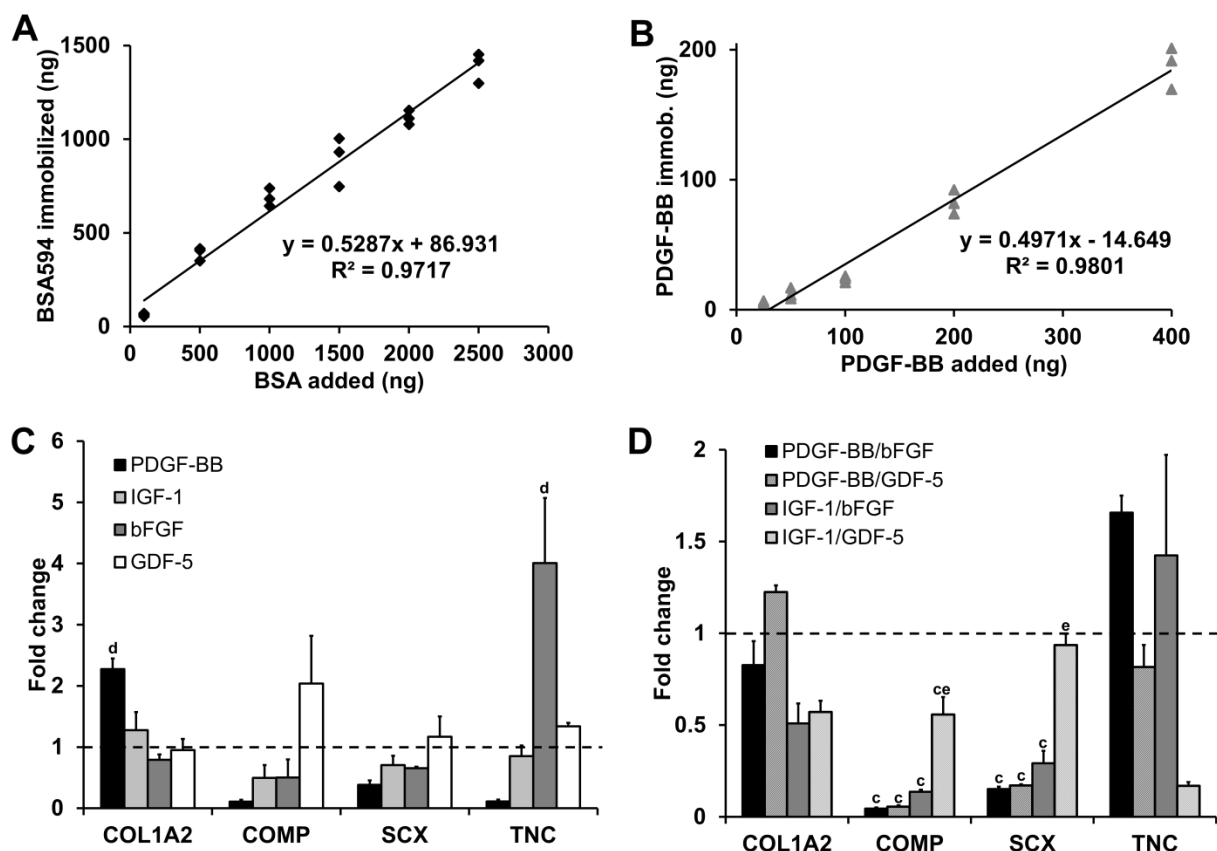 A
BSA594 immobilized (ng)
1500
1000
500
0
y = 0.5287x + 86.931
R² = 0.9717
0 500 1000 1500 2000 2500 3000
BSA added (ng)
B
PDGF-BB immob. (ng)
200
100
0
y = 0.4971x - 14.649
R² = 0.9801
0 100 200 300 400
PDGF-BB added (ng)
C
Fold change
6
5
4
3
2
1
0
PDGF-BB
IGF-1
bFGF
GDF-5
d
d
COL1A2 COMP SCX TNC
D
Fold change
2
1.5
1
0.5
0
PDGF-BB/bFGF
PDGF-BB/GDF-5
IGF-1/bFGF
IGF-1/GDF-5
c c c ce
c c c e
COL1A2 COMP SCX TNC